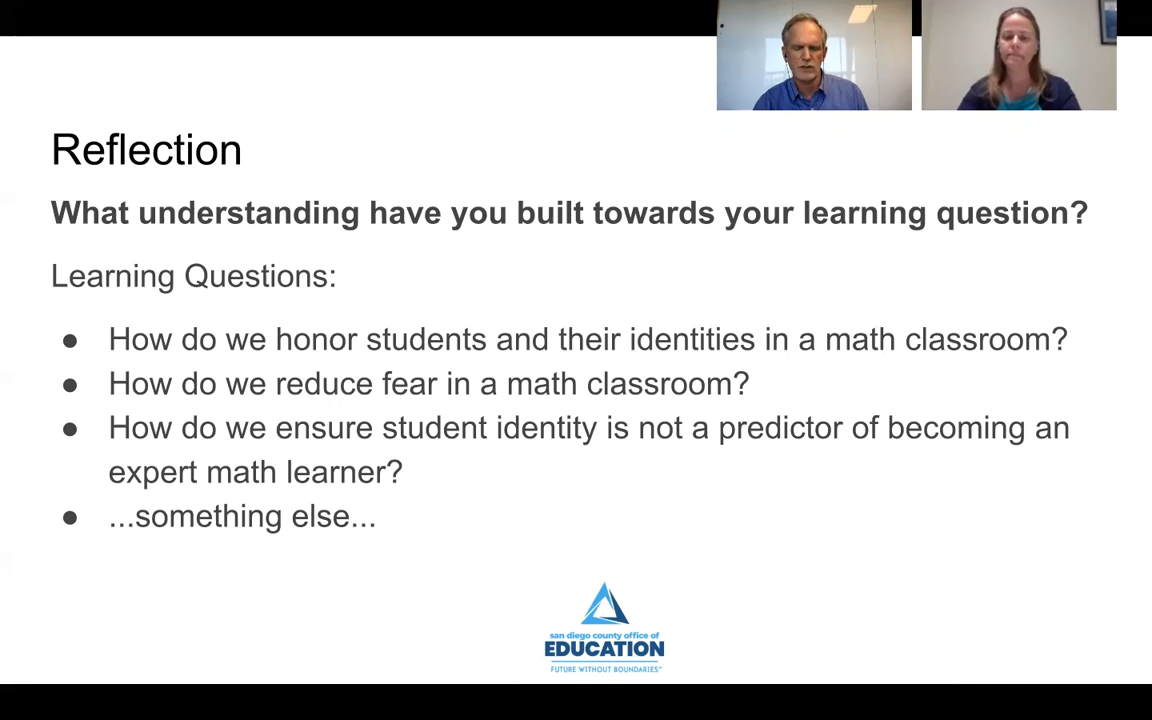 Reflection
What understanding have you built towards your learning question?
Learning Questions:
● How do we honor students and their identities in a math classroom?
● How do we reduce fear in a math classroom?
● How do we ensure student identity is not a predictor of becoming an
expert math learner?
● ...something else...
san diego county office of
EDUCATION
FUTURE WITHOUT BOUNDARIES™